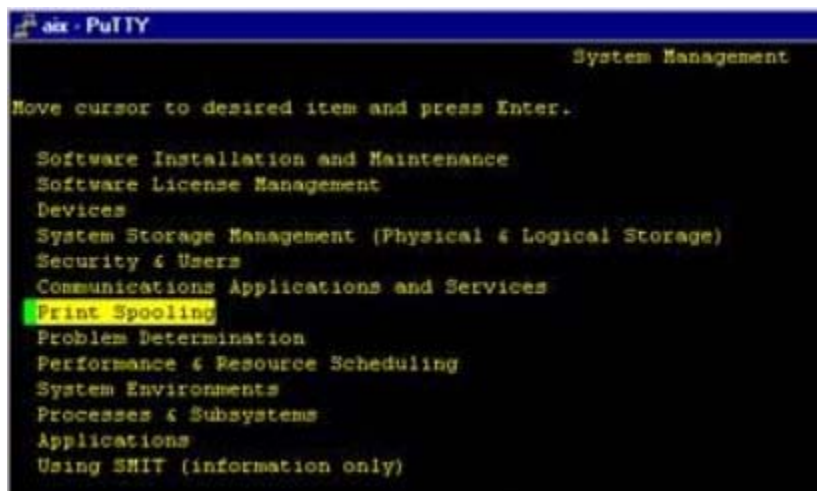 aix - PuTTY
System Management
Move cursor to desired item and press Enter.
Software Installation and Maintenance
Software License Management
Devices
System Storage Management (Physical & Logical Storage)
Security & Users
Communications Applications and Services
Print Spooling
Problem Determination
Performance & Resource Scheduling
System Environments
Processes & Subsystems
Applications
Using SMIT (information only)